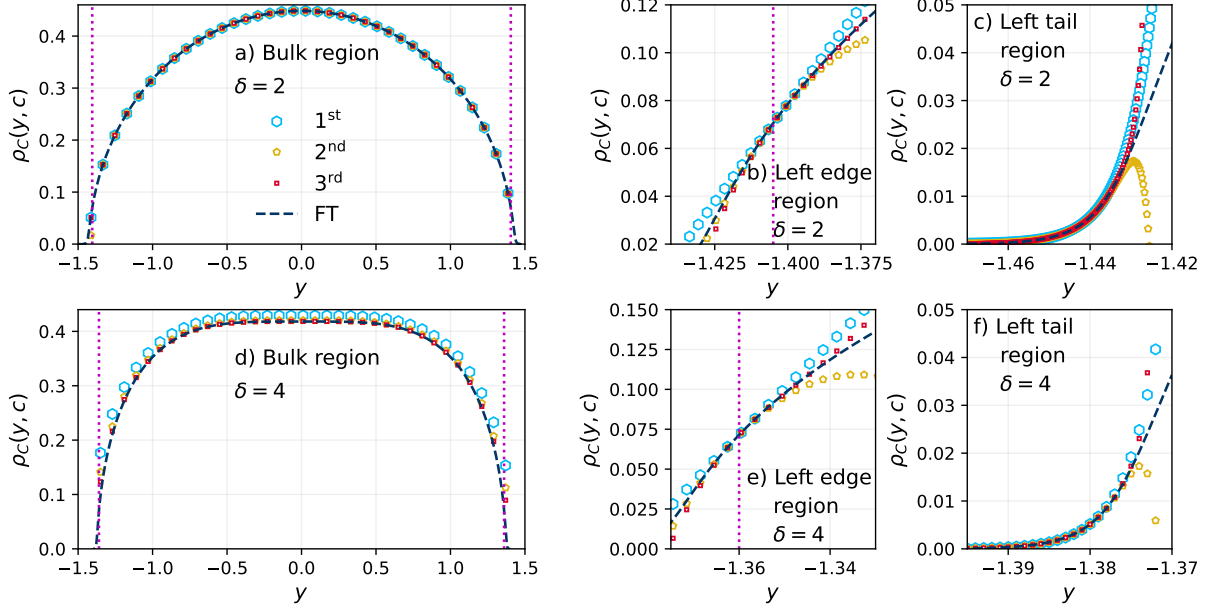 0.4
0.3
0.2
0.1
0.0
ρ_C(y, c)
a) Bulk region
δ = 2
1st
2nd
3rd
FT
−1.5 −1.0 −0.5 0.0 0.5 1.0 1.5
y
0.12
0.10
0.08
0.06
0.04
0.02
ρ_C(y, c)
b) Left edge
region
δ = 2
−1.425 −1.400 −1.375
y
0.05
0.04
0.03
0.02
0.01
0.00
ρ_C(y, c)
c) Left tail
region
δ = 2
−1.46 −1.44 −1.42
y
0.4
0.3
0.2
0.1
0.0
ρ_C(y, c)
d) Bulk region
δ = 4
−1.5 −1.0 −0.5 0.0 0.5 1.0 1.5
y
0.150
0.125
0.100
0.075
0.050
0.025
0.000
ρ_C(y, c)
e) Left edge
region
δ = 4
−1.36 −1.34
y
0.05
0.04
0.03
0.02
0.01
0.00
ρ_C(y, c)
f) Left tail
region
δ = 4
−1.39 −1.38 −1.37
y